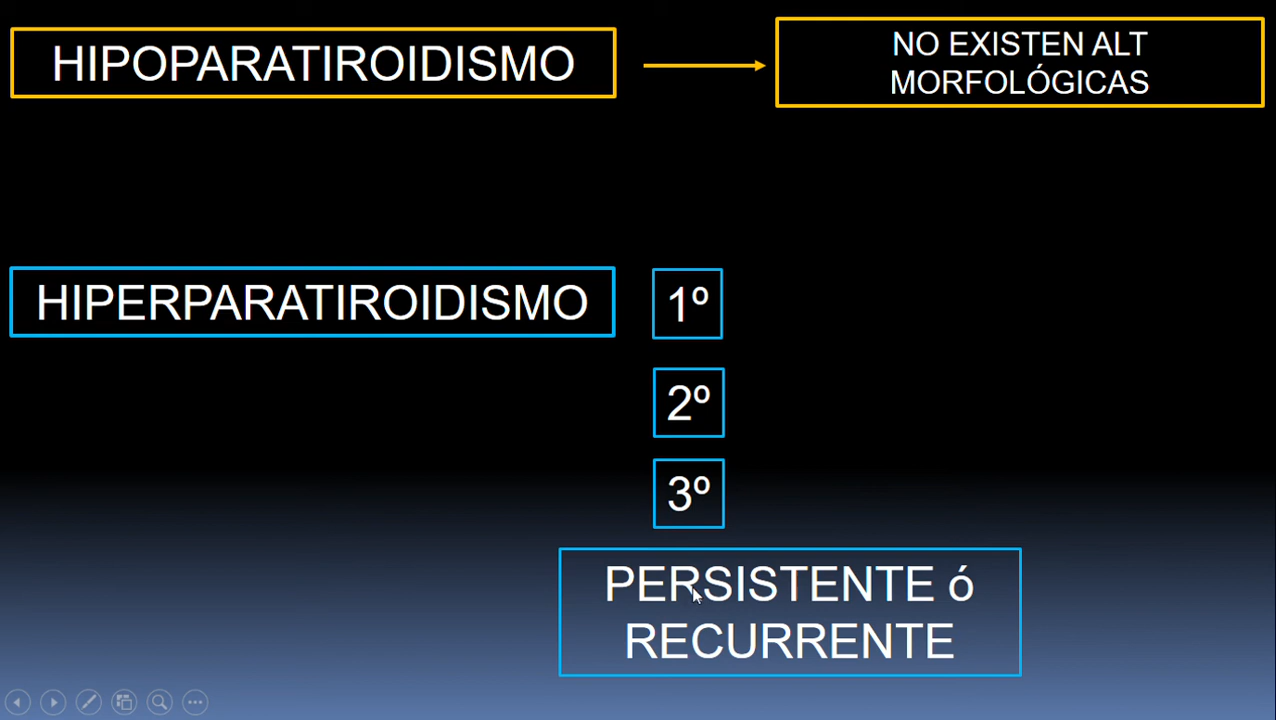 HIPOPARATIROIDISMO
NO EXISTEN ALT
MORFOLÓGICAS
HIPERPARATIROIDISMO
1º
2º
3º
PERSISTENTE ó
RECURRENTE